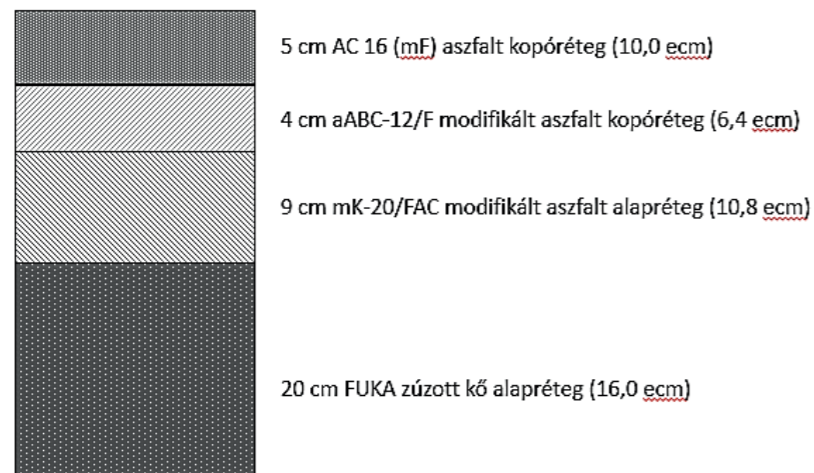 5 cm AC 16 (mF) aszfalt kopóréteg (10,0 ecm)
4 cm aABC-12/F modifikált aszfalt kopóréteg (6,4 ecm)
9 cm mK-20/FAC modifikált aszfalt alapréteg (10,8 ecm)
20 cm FUKA zúzott kő alapréteg (16,0 ecm)